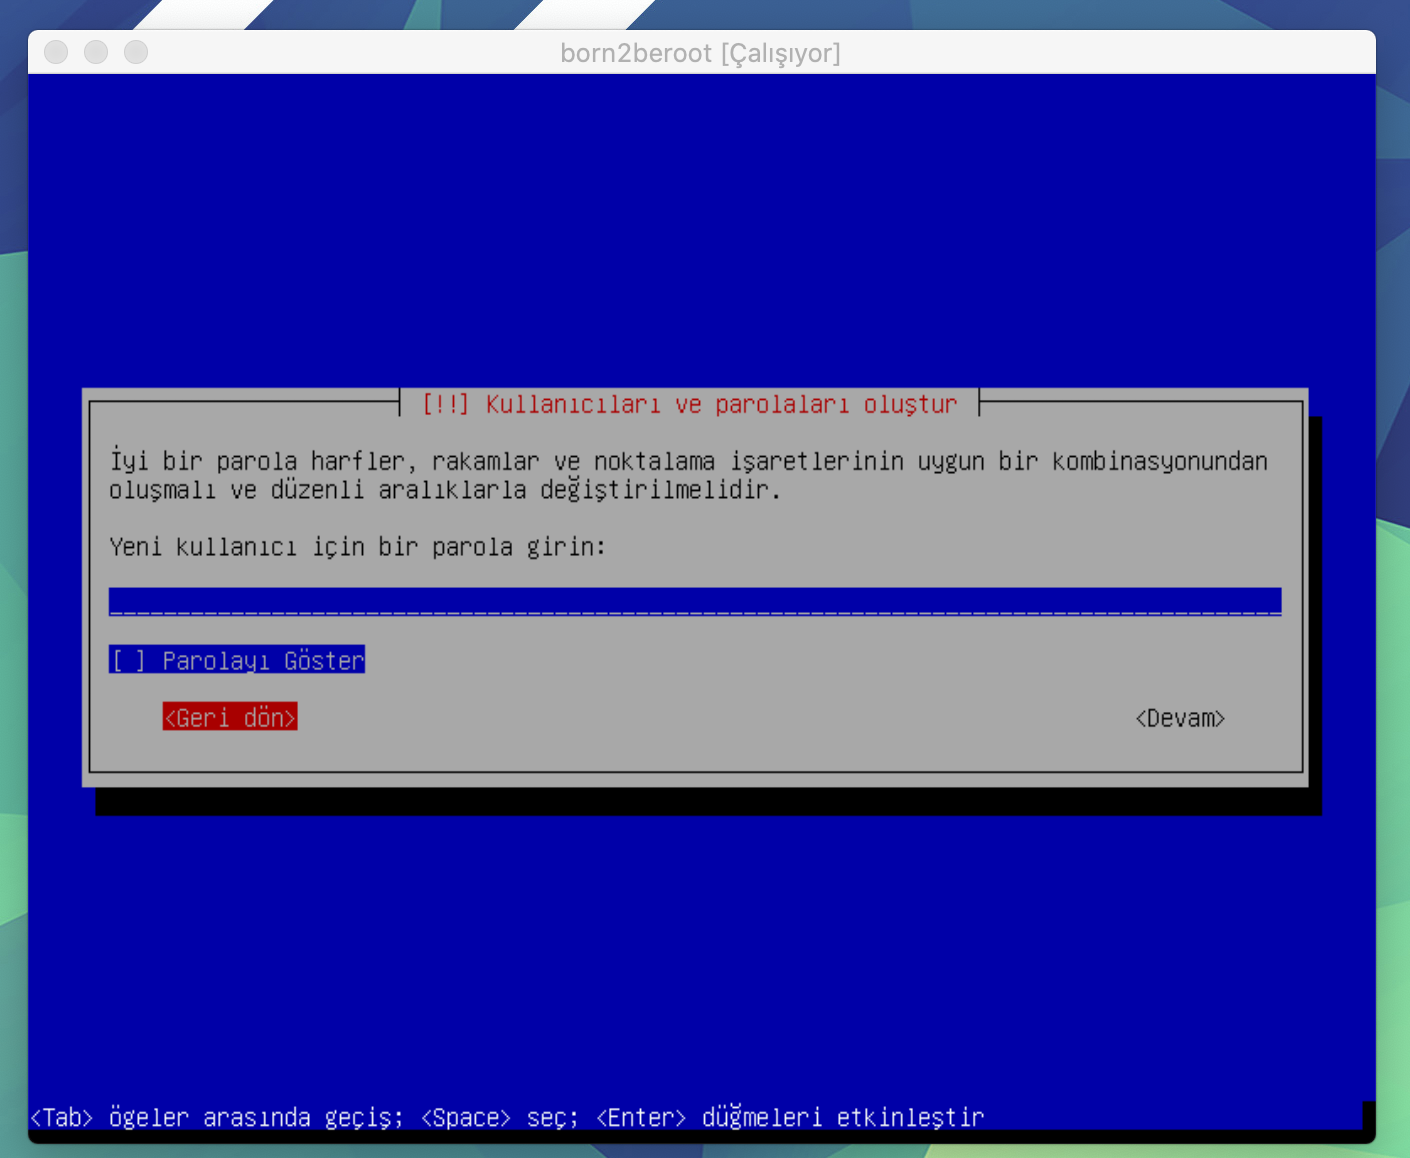 born2beroot [Çalışıyor]
[!!] Kullanıcıları ve parolaları oluştur
İyi bir parola harfler, rakamlar ve noktalama işaretlerinin uygun bir kombinasyonundan
oluşmalı ve düzenli aralıklarla değiştirilmelidir.
Yeni kullanıcı için bir parola girin:
[ ] Parolayı Göster
<Geri dön>
<Devam>
<Tab> ögeler arasında geçiş; <Space> seç; <Enter> düğmeleri etkinleştir